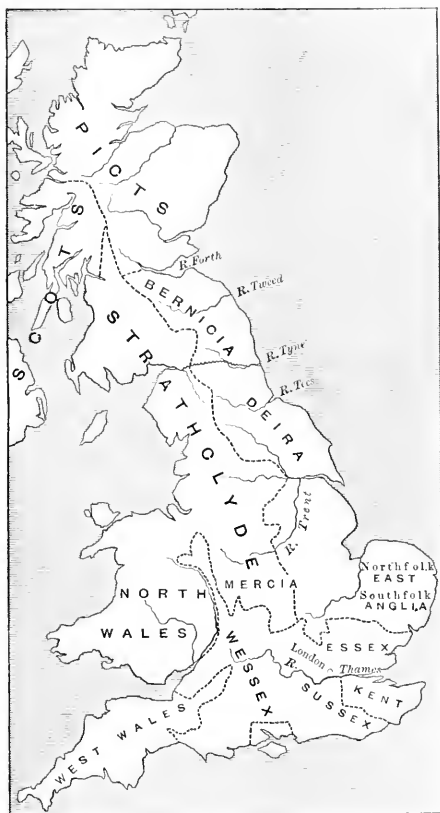 PICTS
SCOTS
R. Forth
BERNICIA
R. Tweed
STRATHCLYDE
R. Tyne
R. Tees
DEIRA
R. Trent
Northfolk
EAST
Southfolk
ANGLIA
MERCIA
NORTH
WALES
ESSEX
London
R. Thames
WESSEX
SUSSEX
KENT
WEST WALES